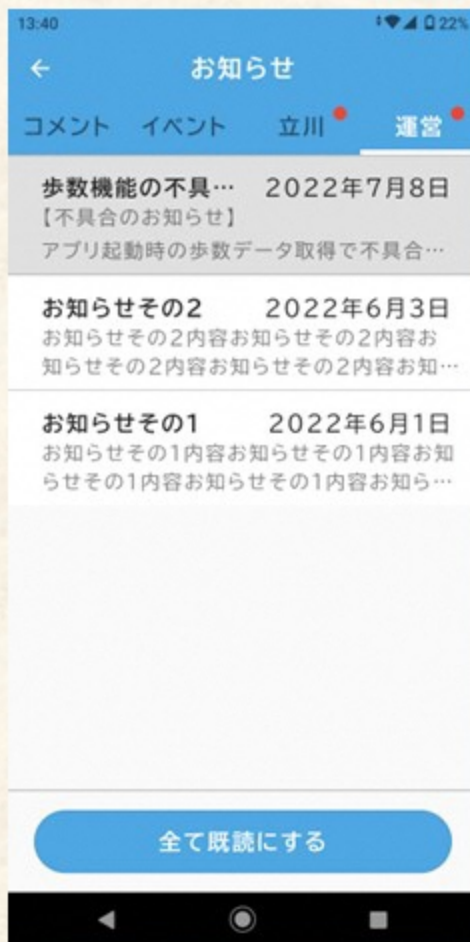 13:40 22%
お知らせ
コメント イベント 立川 運営
歩数機能の不具… 2022年7月8日
【不具合のお知らせ】
アプリ起動時の歩数データ取得で不具合…
お知らせその2 2022年6月3日
お知らせその2内容お知らせその2内容お
知らせその2内容お知らせその2内容お知…
お知らせその1 2022年6月1日
お知らせその1内容お知らせその1内容お知
らせその1内容お知らせその1内容お知ら…
全て既読にする